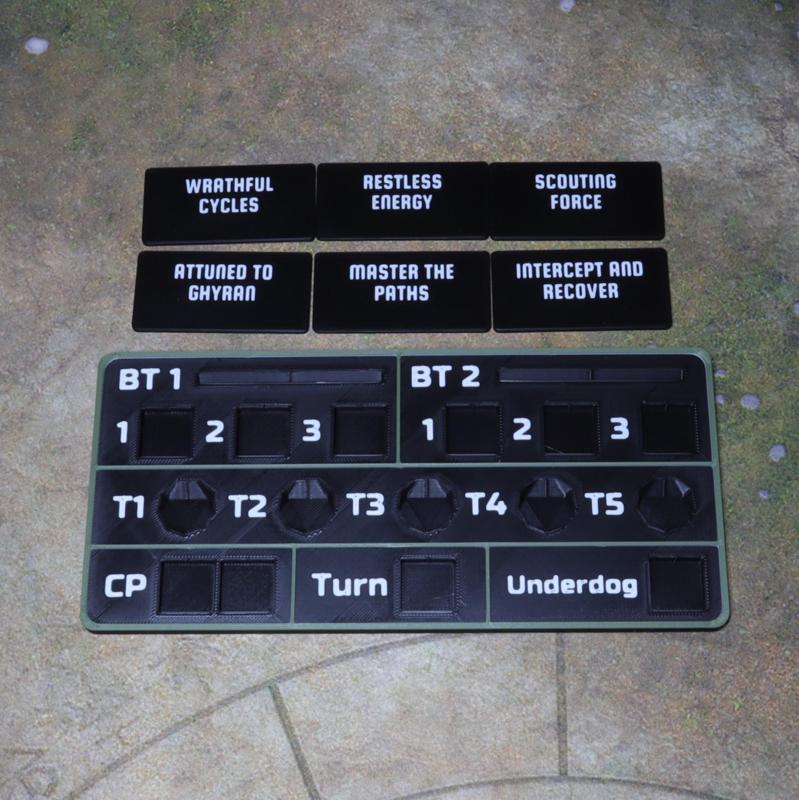 WRATHFUL
CYCLES
RESTLESS
ENERGY
SCOUTING
FORCE
ATTUNED TO
GHYRAN
MASTER THE
PATHS
INTERCEPT AND
RECOVER
BT 1
BT 2
1 2 3
1 2 3
T1 T2 T3 T4 T5
CP Turn Underdog